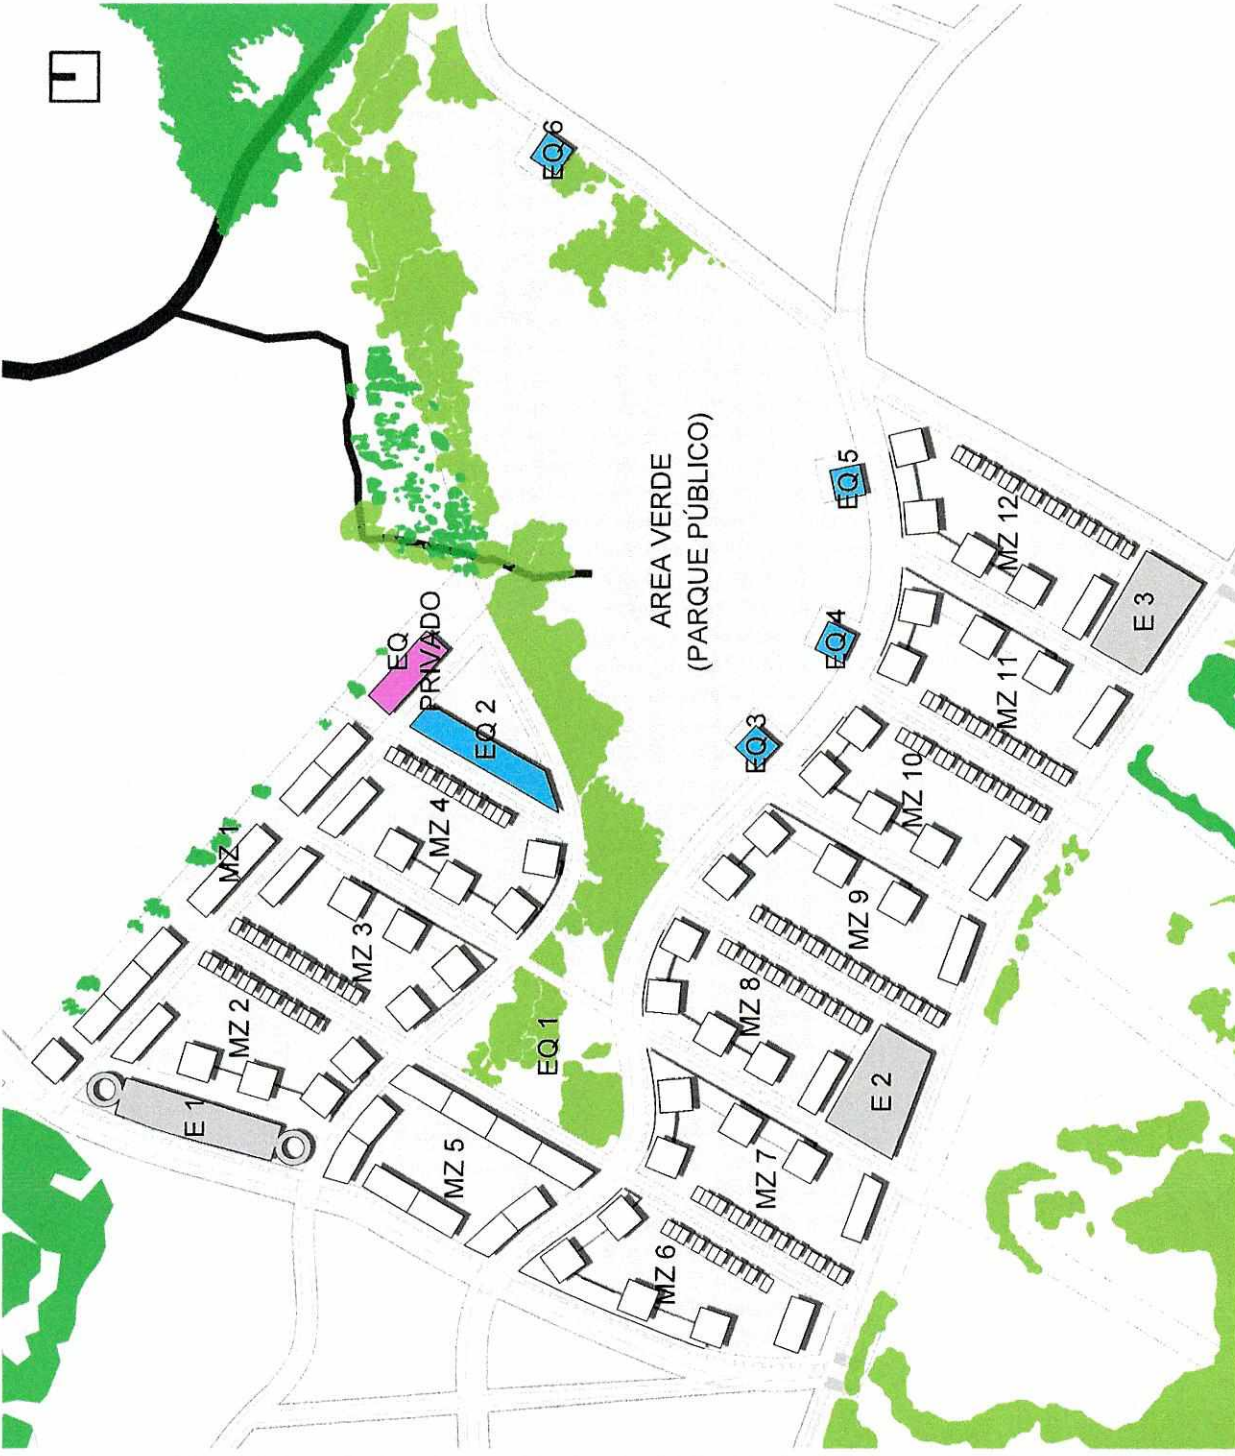 EQ 6
AREA VERDE
(PARQUE PÚBLICO)
EQ 5
EQ 4
EQ 3
EQ
PRIVADO
EQ 2
EQ 1
MZ 1
MZ 2
MZ 3
MZ 4
MZ 5
MZ 6
MZ 7
MZ 8
MZ 9
MZ 10
MZ 11
MZ 12
E 1
E 2
E 3